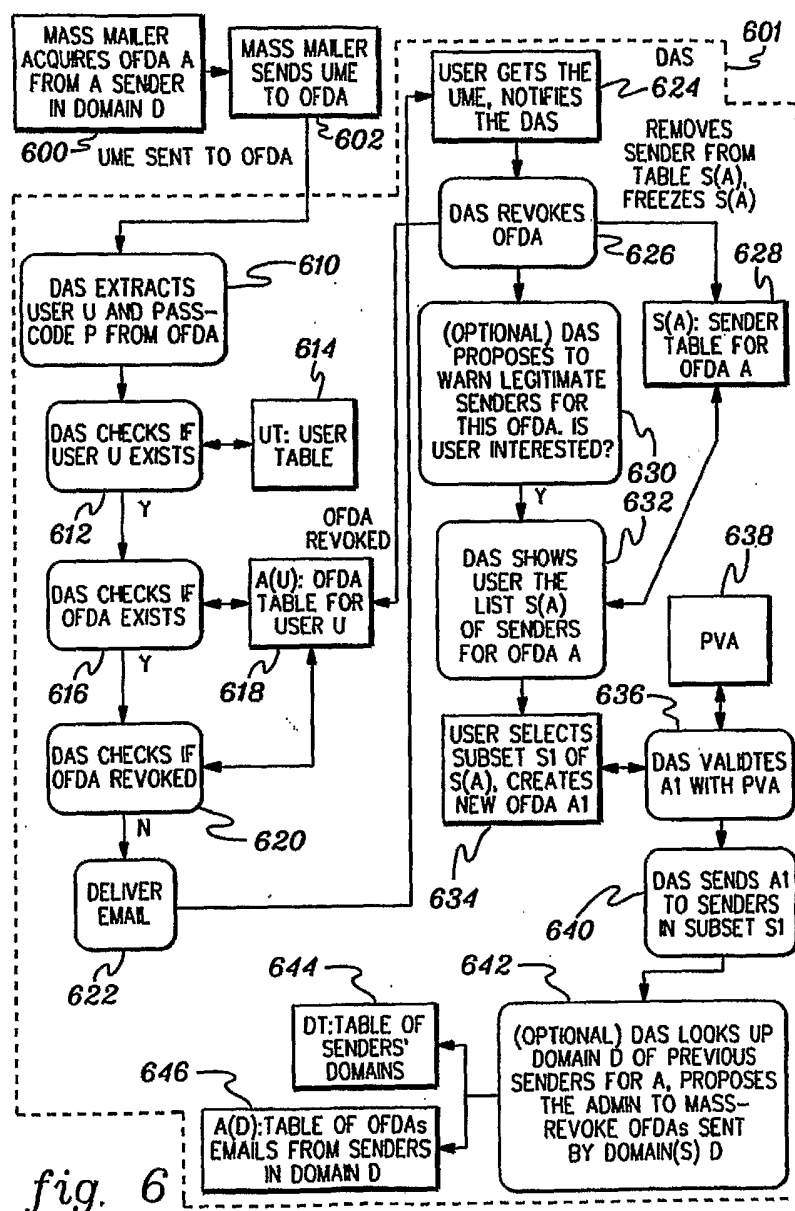 MASS MAILER
ACQUIRES OFDA A
FROM A SENDER
IN DOMAIN D
600
MASS MAILER
SENDS UME
TO OFDA
602
UME SENT TO OFDA
DAS
601
USER GETS THE
UME, NOTIFIES
THE DAS
624
REMOVES
SENDER FROM
TABLE S(A),
FREEZES S(A)
DAS REVOKES
OFDA
626
628
S(A): SENDER
TABLE FOR
OFDA A
610
DAS EXTRACTS
USER U AND PASS-
CODE P FROM OFDA
614
DAS CHECKS IF
USER U EXISTS
612
Y
UT: USER
TABLE
(OPTIONAL) DAS
PROPOSES TO
WARN LEGITIMATE
SENDERS FOR
THIS OFDA. IS
USER INTERESTED?
630
Y
632
OFDA
REVOKED
DAS CHECKS IF
OFDA EXISTS
616
Y
A(U): OFDA
TABLE FOR
USER U
618
DAS SHOWS
USER THE
LIST S(A)
OF SENDERS
FOR OFDA A
638
PVA
636
DAS CHECKS IF
OFDA REVOKED
620
N
USER SELECTS
SUBSET S1 OF
S(A), CREATES
NEW OFDA A1
634
DAS VALIDTES
A1 WITH PVA
DELIVER
EMAIL
622
DAS SENDS A1
TO SENDERS
IN SUBSET S1
640
644
642
DT:TABLE OF
SENDERS'
DOMAINS
646
A(D):TABLE OF OFDAs
EMAILS FROM SENDERS
IN DOMAIN D
(OPTIONAL) DAS LOOKS UP
DOMAIN D OF PREVIOUS
SENDERS FOR A, PROPOSES
THE ADMIN TO MASS-
REVOKE OFDAs SENT
BY DOMAIN(S) D
fig. 6